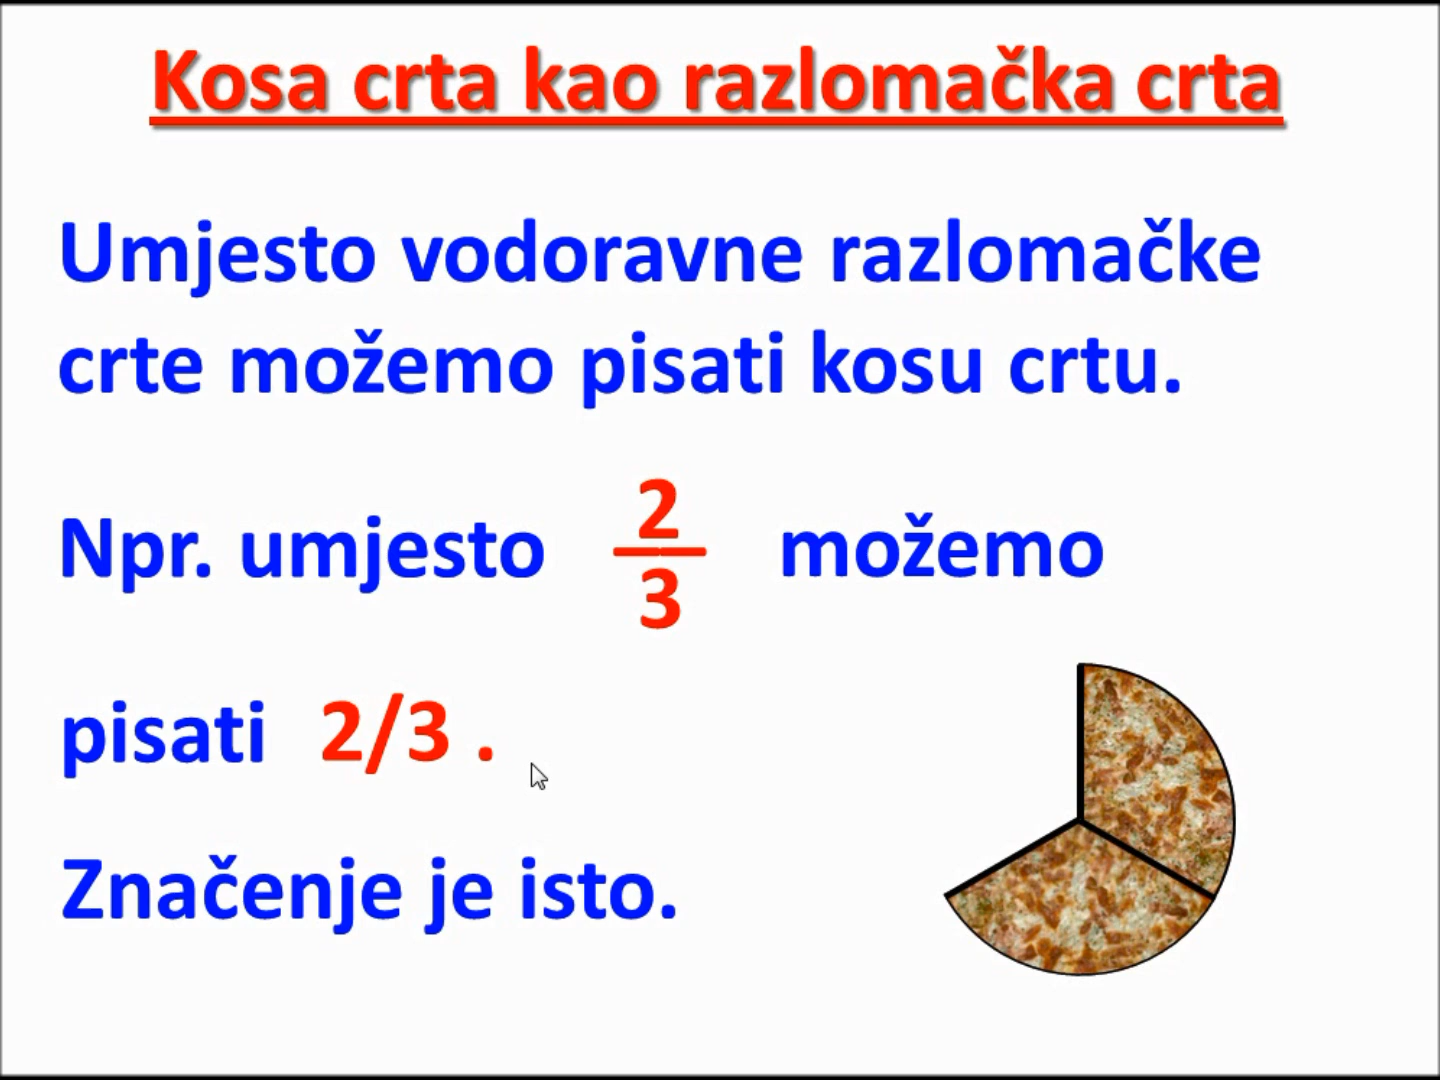 Kosa crta kao razlomačka crta
Umjesto vodoravne razlomačke
crte možemo pisati kosu crtu.
Npr. umjesto 2/3 možemo
pisati 2/3 .
Značenje je isto.